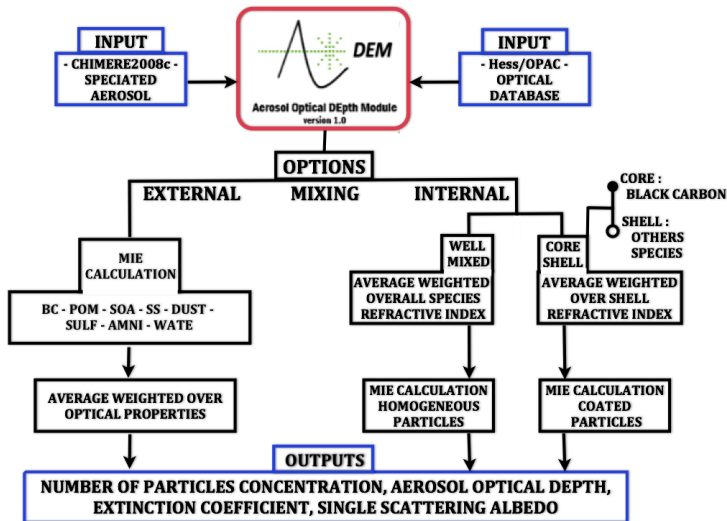 INPUT
- CHIMERE2008c -
SPECIATED
AEROSOL
DEM
Aerosol Optical DEpth Module
version 1.0
INPUT
- Hess/OPAC -
OPTICAL
DATABASE
OPTIONS
EXTERNAL MIXING INTERNAL
CORE :
BLACK CARBON
SHELL :
OTHERS
SPECIES
MIE
CALCULATION
BC - POM - SOA - SS - DUST -
SULF - AMNI - WATE
AVERAGE WEIGHTED OVER
OPTICAL PROPERTIES
WELL
MIXED
AVERAGE WEIGHTED
OVERALL SPECIES
REFRACTIVE INDEX
MIE CALCULATION
HOMOGENEOUS
PARTICLES
CORE
SHELL
AVERAGE WEIGHTED
OVER SHELL
REFRACTIVE INDEX
MIE CALCULATION
COATED
PARTICLES
OUTPUTS
NUMBER OF PARTICLES CONCENTRATION, AEROSOL OPTICAL DEPTH,
EXTINCTION COEFFICIENT, SINGLE SCATTERING ALBEDO